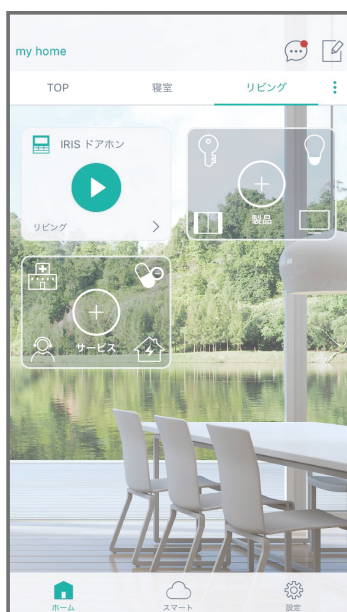 my home
TOP
寝室
リビング
IRIS ドアホン
リビング
製品
サービス
ホーム
スマート
設定